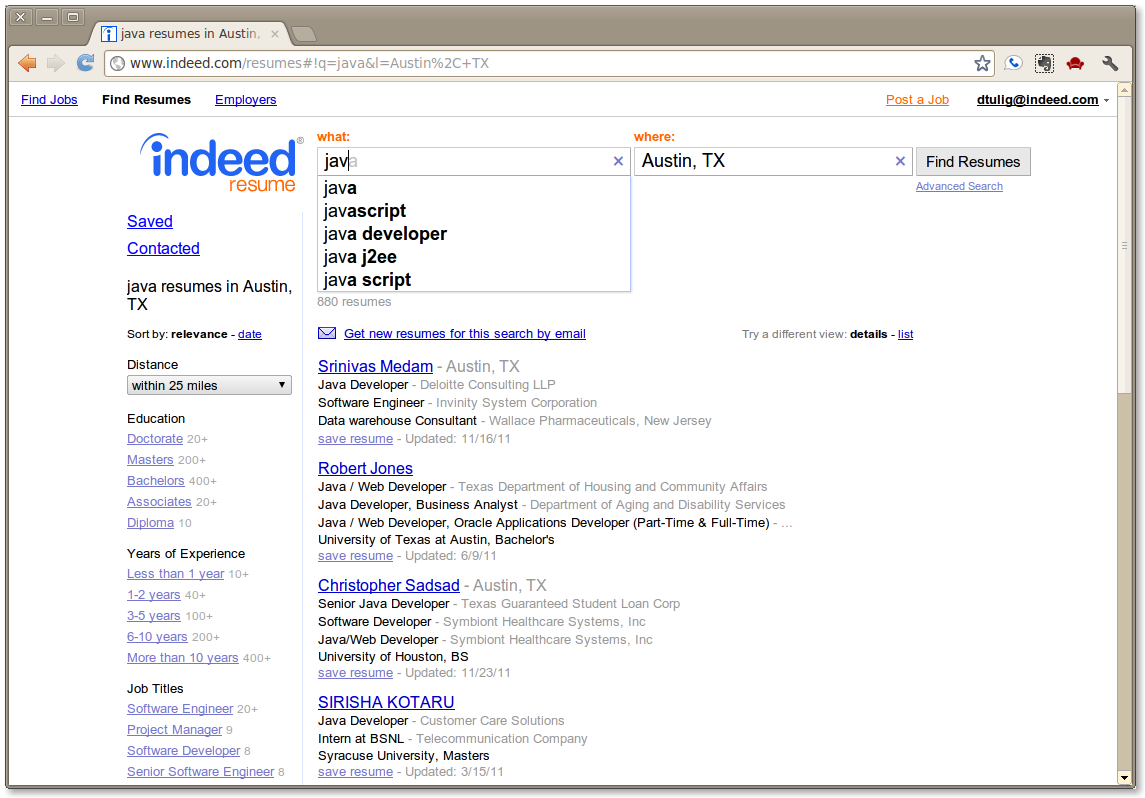 java resumes in Austin,
www.indeed.com/resumes#!q=java&l=Austin%2C+TX
Find Jobs Find Resumes Employers Post a Job dtulig@indeed.com
indeed®
resume
what: where:
java Austin, TX Find Resumes
Advanced Search
java
javascript
java developer
java j2ee
java script
880 resumes
Saved
Contacted
java resumes in Austin,
TX
Sort by: relevance - date
Distance
within 25 miles
Education
Doctorate 20+
Masters 200+
Bachelors 400+
Associates 20+
Diploma 10
Years of Experience
Less than 1 year 10+
1-2 years 40+
3-5 years 100+
6-10 years 200+
More than 10 years 400+
Job Titles
Software Engineer 20+
Project Manager 9
Software Developer 8
Senior Software Engineer 8
Get new resumes for this search by email
Try a different view: details - list
Srinivas Medam - Austin, TX
Java Developer - Deloitte Consulting LLP
Software Engineer - Invinity System Corporation
Data warehouse Consultant - Wallace Pharmaceuticals, New Jersey
save resume - Updated: 11/16/11
Robert Jones
Java / Web Developer - Texas Department of Housing and Community Affairs
Java Developer, Business Analyst - Department of Aging and Disability Services
Java / Web Developer, Oracle Applications Developer (Part-Time & Full-Time) - ...
University of Texas at Austin, Bachelor's
save resume - Updated: 6/9/11
Christopher Sadsad - Austin, TX
Senior Java Developer - Texas Guaranteed Student Loan Corp
Software Developer - Symbiont Healthcare Systems, Inc
Java/Web Developer - Symbiont Healthcare Systems, Inc
University of Houston, BS
save resume - Updated: 11/23/11
SIRISHA KOTARU
Java Developer - Customer Care Solutions
Intern at BSNL - Telecommunication Company
Syracuse University, Masters
save resume - Updated: 3/15/11